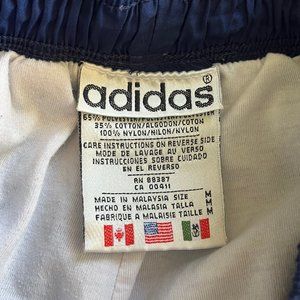 adidas®
65% POLYESTER/POLIESTER/POLYESTER
35% COTTON/ALGODON/COTON
100% NYLON/NILON/NYLON
CARE INSTRUCTIONS ON REVERSE SIDE
MODE DE LAVAGE AU VERSO
INSTRUCCIONES SOBRE CUIDADO
EN EL REVERSO
RN 88387
CA 00411
MADE IN MALAYSIA SIZE M
HECHO EN MALASIA TALLA M
FABRIQUE A MALAISIE TAILLE M